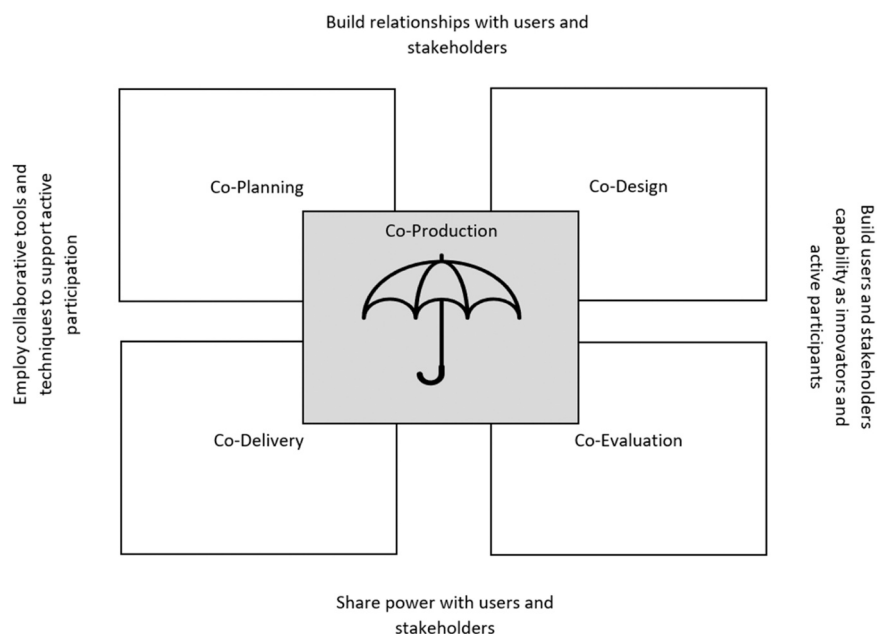 Build relationships with users and
stakeholders
Co-Planning
Co-Design
Employ collaborative tools and
techniques to support active
participation
Co-Production
Build users and stakeholders
capability as innovators and
active participants
Co-Delivery
Co-Evaluation
Share power with users and
stakeholders